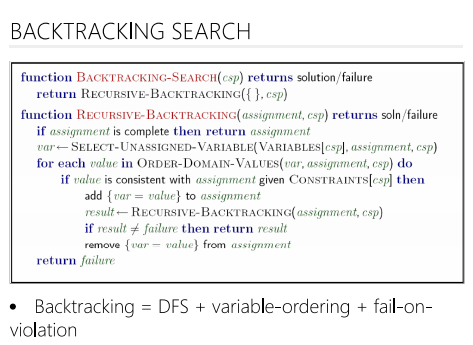 BACKTRACKING SEARCH
function BACKTRACKING-SEARCH(csp) returns solution/failure
return RECURSIVE-BACKTRACKING({ }, csp)
function RECURSIVE-BACKTRACKING(assignment, csp) returns soln/failure
if assignment is complete then return assignment
var ← SELECT-UNASSIGNED-VARIABLE(VARIABLES[csp], assignment, csp)
for each value in ORDER-DOMAIN-VALUES(var, assignment, csp) do
if value is consistent with assignment given CONSTRAINTS[csp] then
add {var = value} to assignment
result ← RECURSIVE-BACKTRACKING(assignment, csp)
if result ≠ failure then return result
remove {var = value} from assignment
return failure
• Backtracking = DFS + variable-ordering + fail-on-
violation